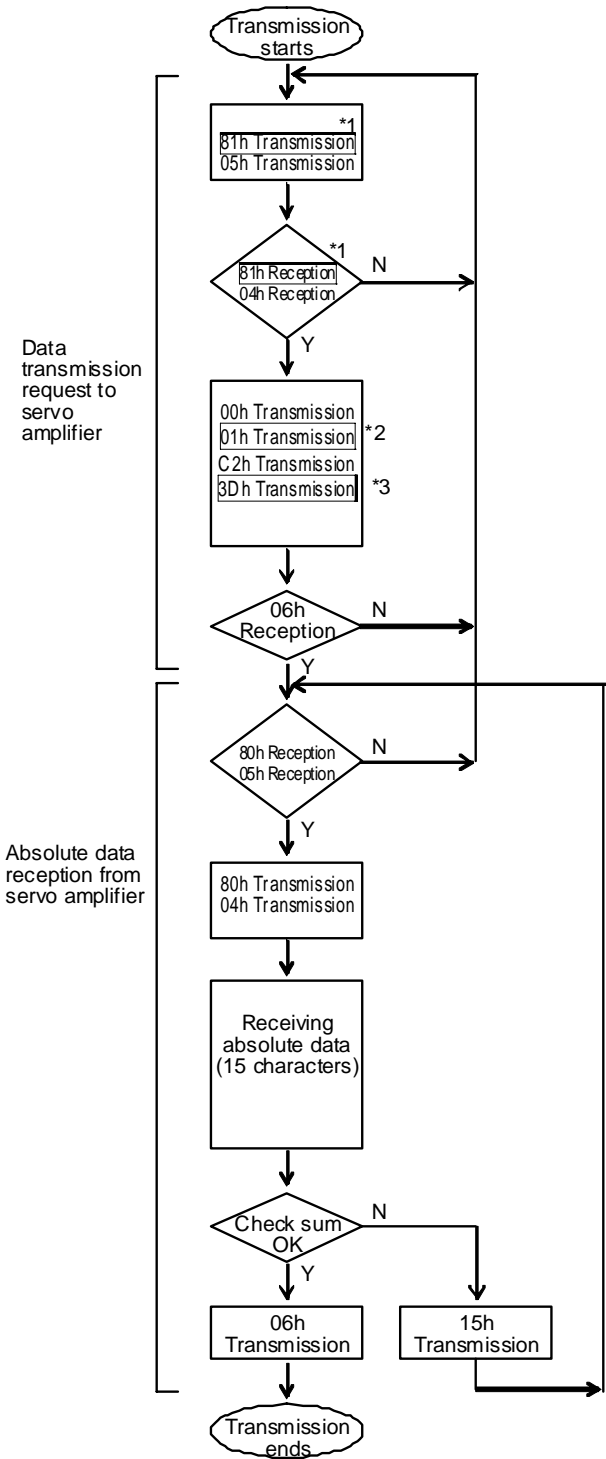 Transmission
starts
*1
81h Transmission
05h Transmission
*1
81h Reception
04h Reception
N
Y
Data
transmission
request to
servo
amplifier
00h Transmission
01h Transmission *2
C2h Transmission
3Dh Transmission *3
06h
Reception
N
Y
80h Reception
05h Reception
N
Y
Absolute data
reception from
servo amplifier
80h Transmission
04h Transmission
Receiving
absolute data
(15 characters)
Check sum
OK
N
Y
06h
Transmission
15h
Transmission
Transmission
ends